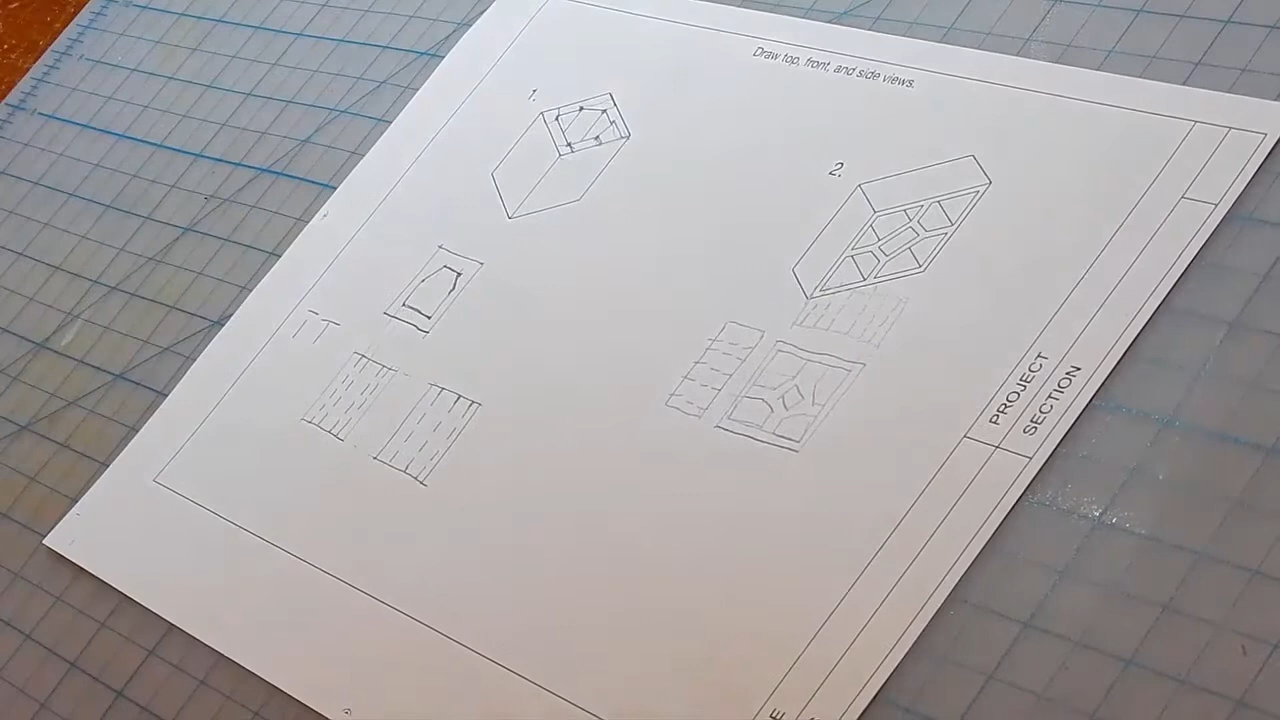 Draw top, front, and side views.
1.
2.
PROJECT
SECTION